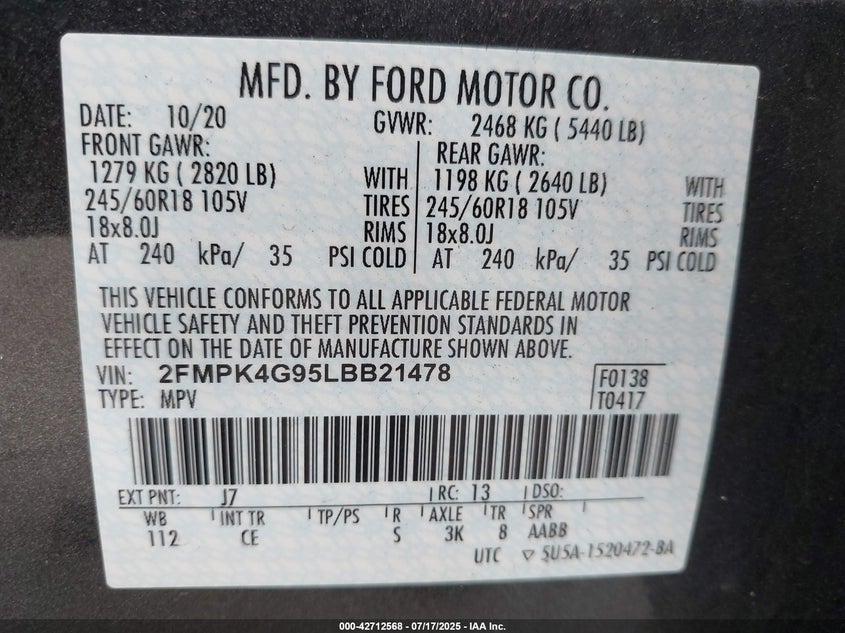 MFD. BY FORD MOTOR CO.
DATE: 10/20 GVWR: 2468 KG ( 5440 LB)
FRONT GAWR: REAR GAWR:
1279 KG ( 2820 LB) WITH 1198 KG ( 2640 LB) WITH
245/60R18 105V TIRES 245/60R18 105V TIRES
18x8.0J RIMS 18x8.0J RIMS
AT 240 kPa/ 35 PSI COLD AT 240 kPa/ 35 PSI COLD
THIS VEHICLE CONFORMS TO ALL APPLICABLE FEDERAL MOTOR
VEHICLE SAFETY AND THEFT PREVENTION STANDARDS IN
EFFECT ON THE DATE OF MANUFACTURE SHOWN ABOVE.
VIN: 2FMPK4G95LBB21478 F0138
TYPE: MPV T0417
EXT PNT: J7 RC: 13 DSO:
WB INT TR TP/PS R AXLE TR SPR
112 CE S 3K 8 AABB
UTC ▽ 5U5A-1520472-BA
000-42712568 - 07/17/2025 - IAA Inc.